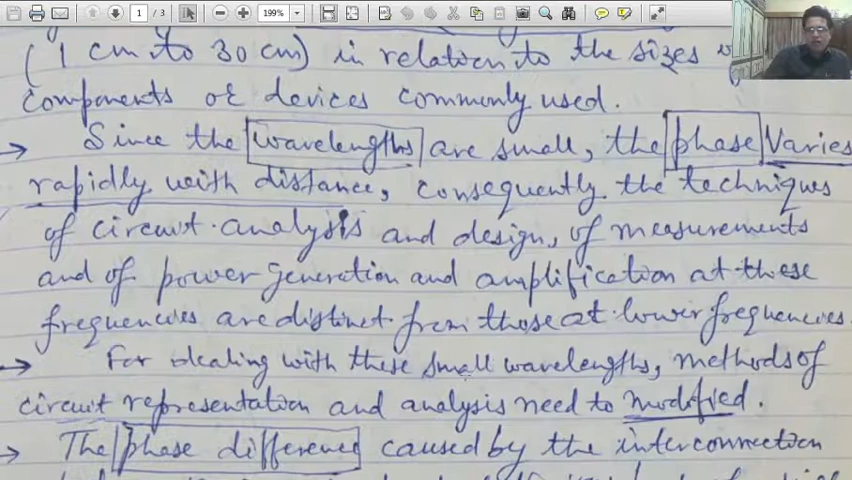 1 / 3
199%
(1 cm to 30 cm) in relation to the sizes
components or devices commonly used.
→ Since the wavelengths are small, the phase Varies
rapidly with distance, consequently the techniques
of circuit analysis and design, of measurements
and of power generation and amplification at these
frequencies are distinct from those at lower frequencies.
→ For dealing with these small wavelengths, methods of
circuit representation and analysis need to modified.
→ The phase difference caused by the interconnection